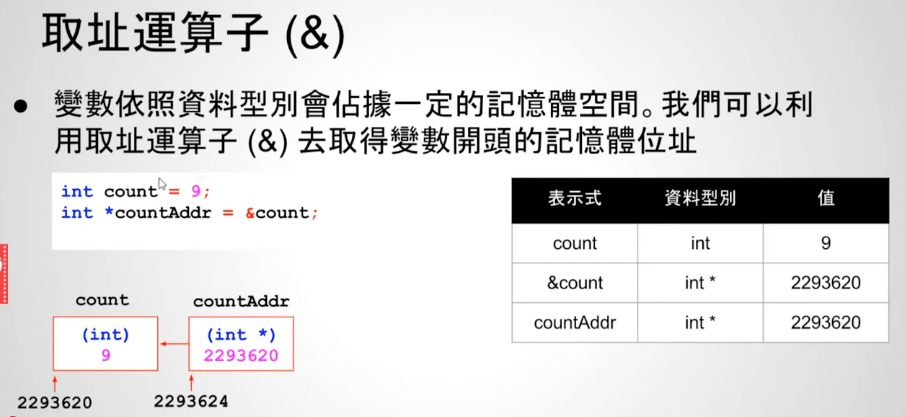 取址運算子 (&)
● 變數依照資料型別會佔據一定的記憶體空間。我們可以利
用取址運算子 (&) 去取得變數開頭的記憶體位址
int count = 9;
int *countAddr = &count;
表示式 資料型別 值
count int 9
&count int * 2293620
countAddr int * 2293620
count countAddr
(int) (int *)
9 2293620
2293620 2293624